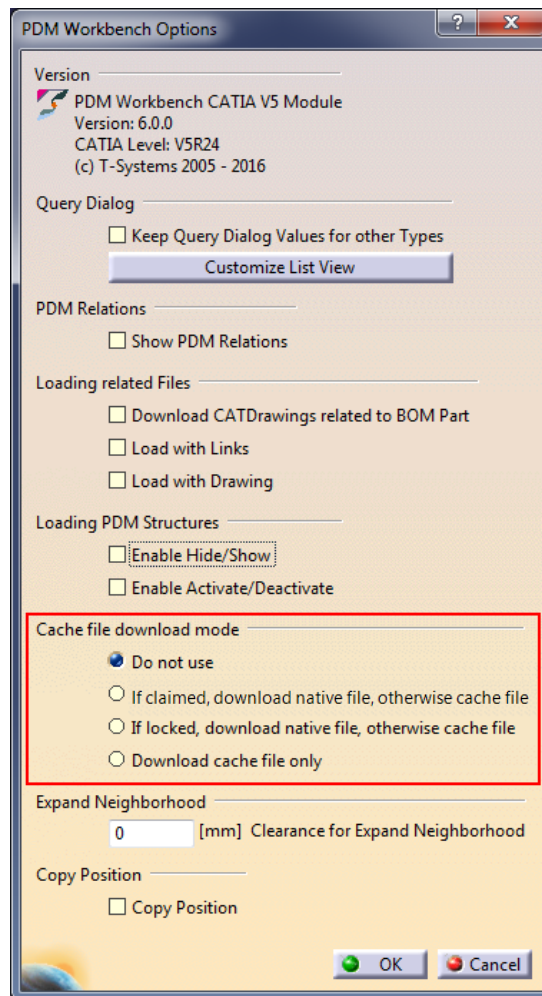 PDM Workbench Options
?
X
Version
PDM Workbench CATIA V5 Module
Version: 6.0.0
CATIA Level: V5R24
(c) T-Systems 2005 - 2016
Query Dialog
Keep Query Dialog Values for other Types
Customize List View
PDM Relations
Show PDM Relations
Loading related Files
Download CATDrawings related to BOM Part
Load with Links
Load with Drawing
Loading PDM Structures
Enable Hide/Show
Enable Activate/Deactivate
Cache file download mode
Do not use
If claimed, download native file, otherwise cache file
If locked, download native file, otherwise cache file
Download cache file only
Expand Neighborhood
0 [mm] Clearance for Expand Neighborhood
Copy Position
Copy Position
OK Cancel